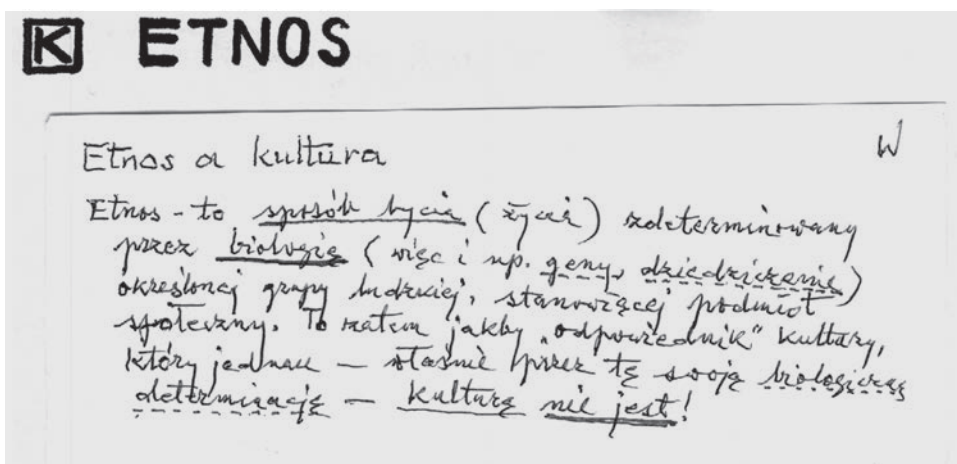 K ETNOS
W
Etnos a kultura
Etnos - to sposób bycia (życia) zdeterminowany
przez biologię (więc i np. geny, dziedziczenie)
określonej grupy ludzkiej, stanowiącej podmiot
społeczny. To zatem jakby „odpowiednik" kultury,
który jednak — właśnie przez tę swoją biologiczną
determinację — kulturą nie jest!